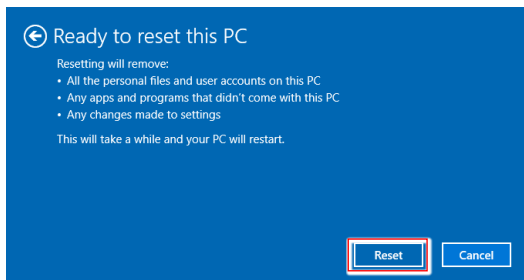 Ready to reset this PC
Resetting will remove:
• All the personal files and user accounts on this PC
• Any apps and programs that didn't come with this PC
• Any changes made to settings
This will take a while and your PC will restart.
Reset Cancel